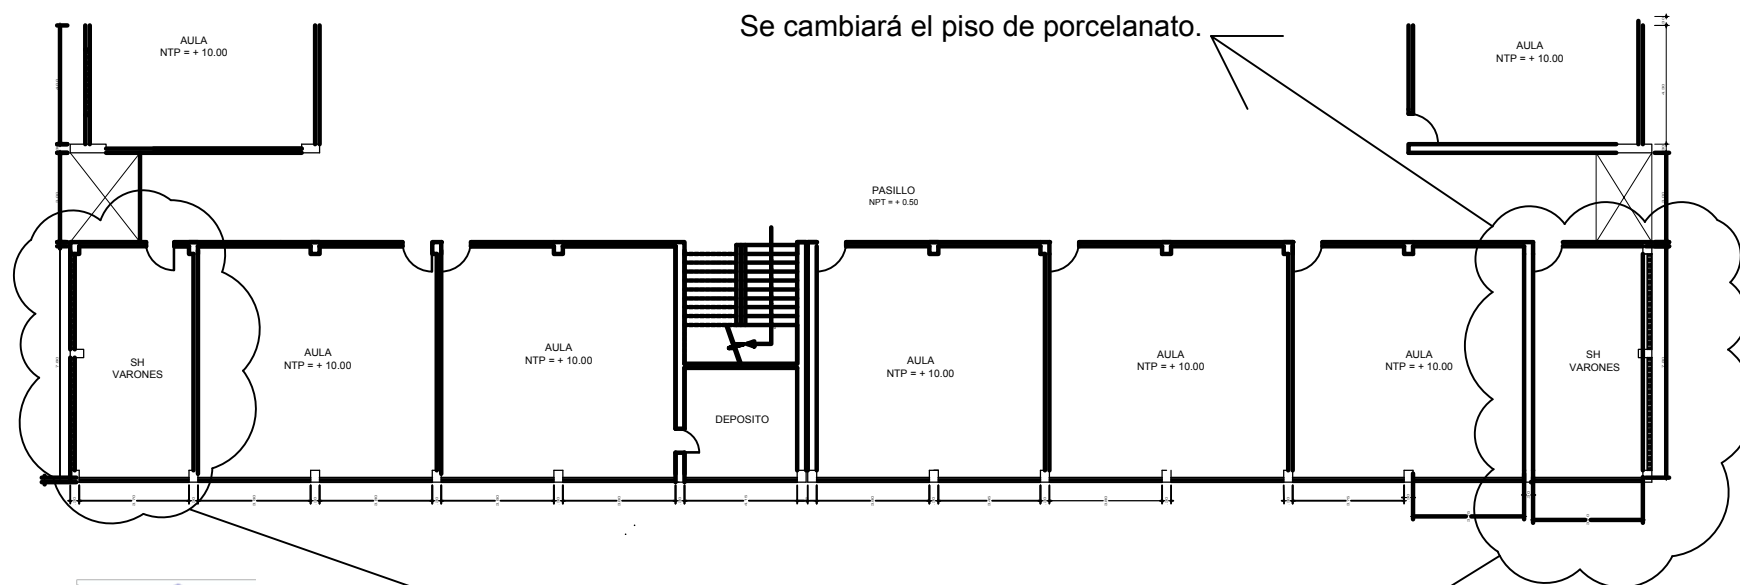 Se cambiará el piso de porcelanato.
AULA
NTP = + 10.00
AULA
NTP = + 10.00
PASILLO
NPT = + 0.50
SH
VARONES
AULA
NTP = + 10.00
AULA
NTP = + 10.00
DEPOSITO
AULA
NTP = + 10.00
AULA
NTP = + 10.00
AULA
NTP = + 10.00
SH
VARONES